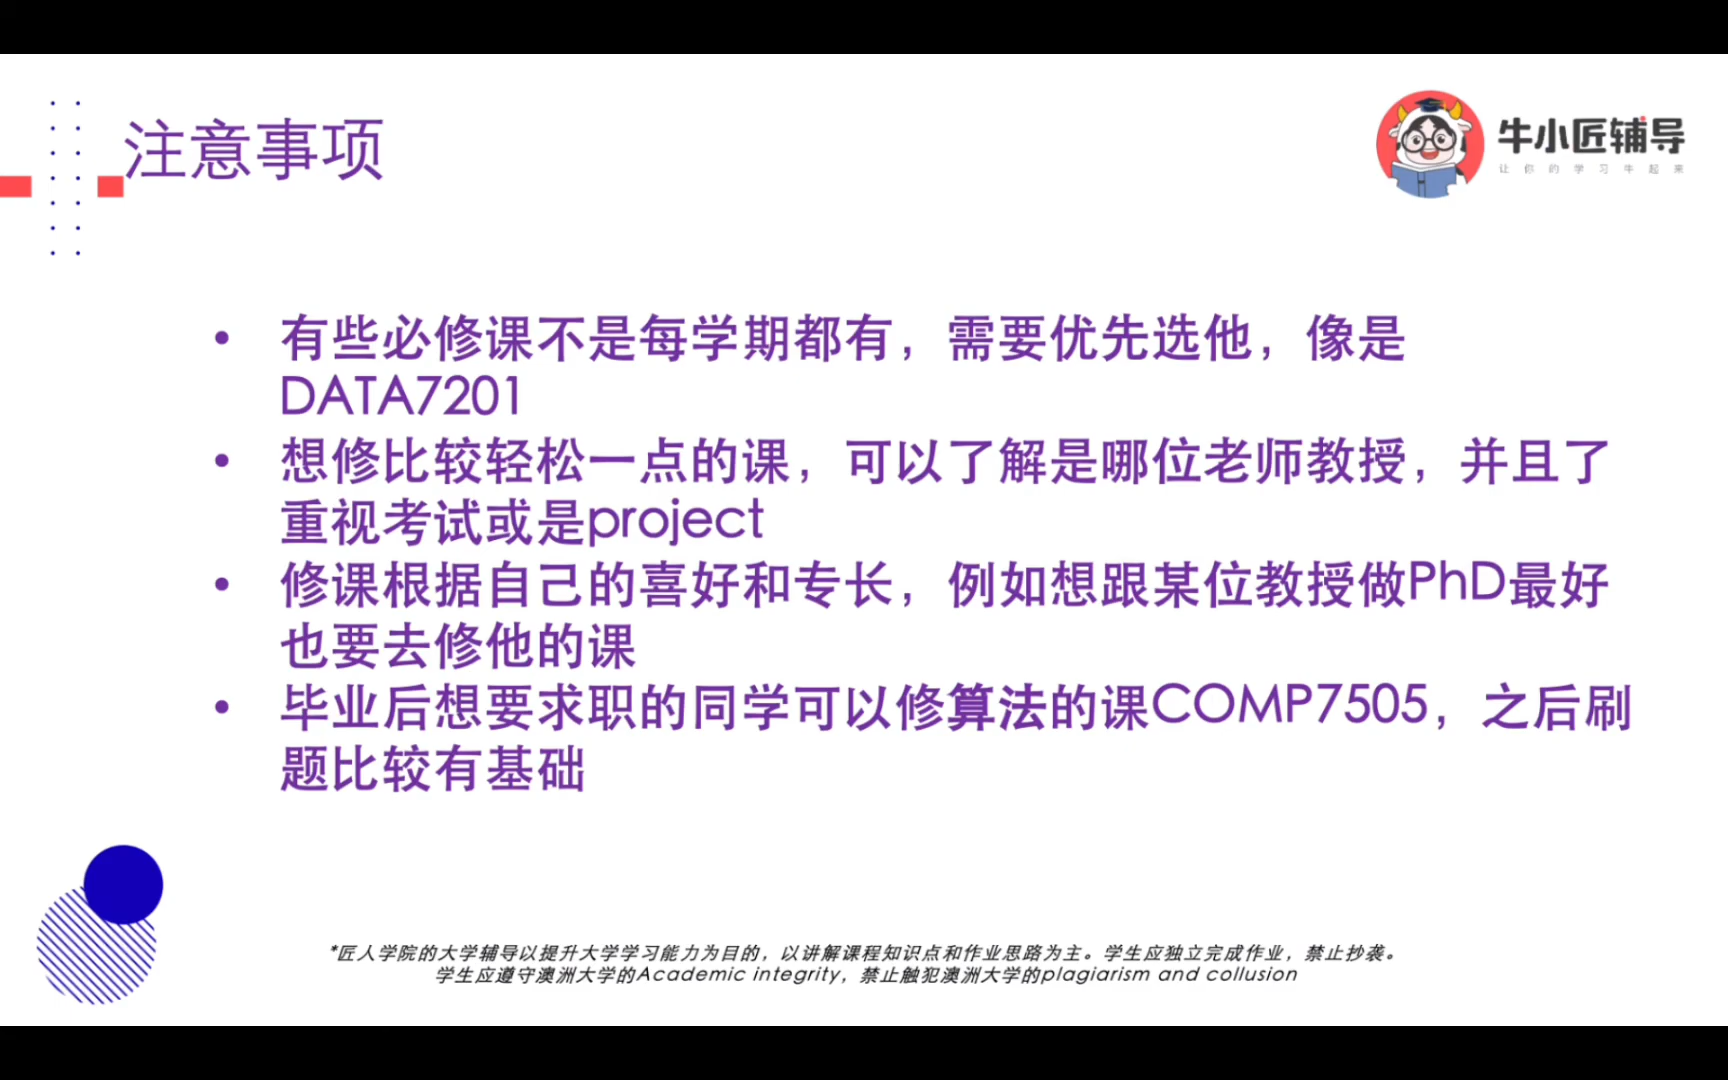 注意事项
牛小匠辅导
让你的学习牛起来
• 有些必修课不是每学期都有，需要优先选他，像是
DATA7201
• 想修比较轻松一点的课，可以了解是哪位老师教授，并且了
重视考试或是project
• 修课根据自己的喜好和专长，例如想跟某位教授做PhD最好
也要去修他的课
• 毕业后想要求职的同学可以修算法的课COMP7505，之后刷
题比较有基础
*匠人学院的大学辅导以提升大学学习能力为目的，以讲解课程知识点和作业思路为主。学生应独立完成作业，禁止抄袭。
学生应遵守澳洲大学的Academic integrity，禁止触犯澳洲大学的plagiarism and collusion